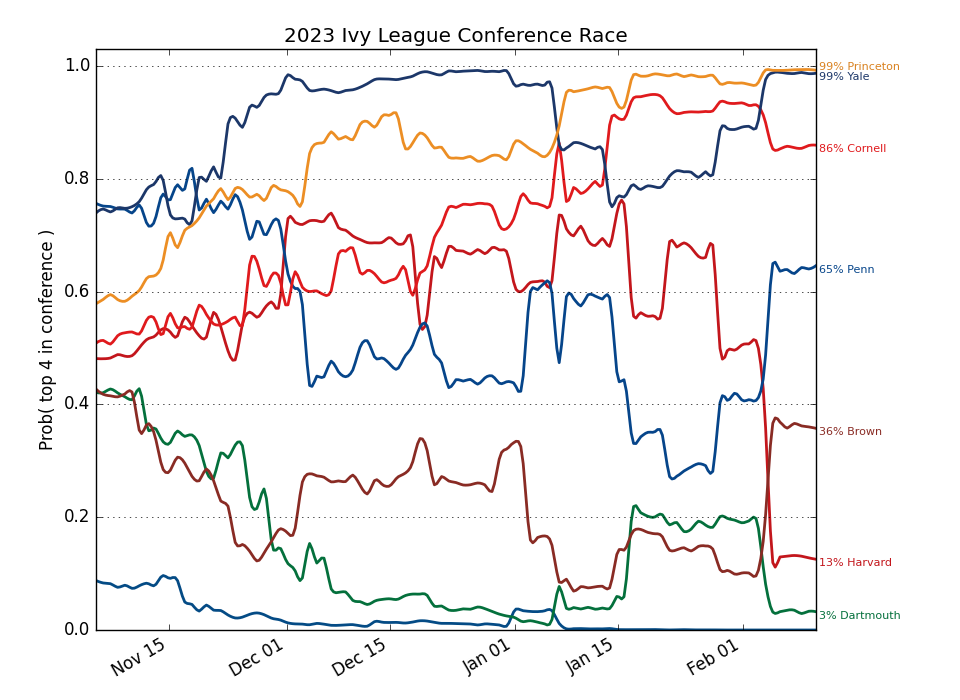 2023 Ivy League Conference Race
Prob( top 4 in conference )
1.0
0.8
0.6
0.4
0.2
0.0
Nov 15
Dec 01
Dec 15
Jan 01
Jan 15
Feb 01
99% Princeton
99% Yale
86% Cornell
65% Penn
36% Brown
13% Harvard
3% Dartmouth